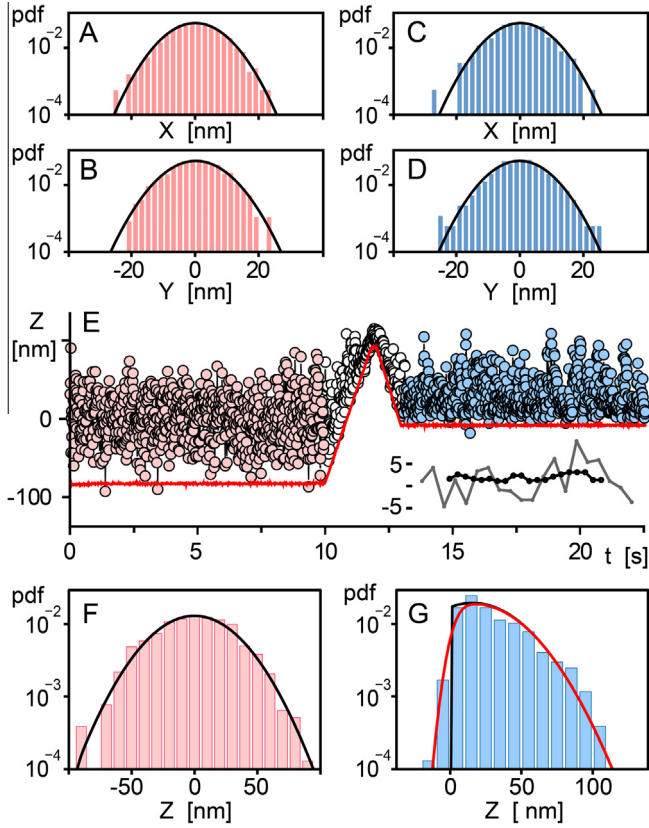 pdf
A
10⁻²
10⁻⁴
X [nm]
pdf
C
10⁻²
10⁻⁴
X [nm]
pdf
B
10⁻²
10⁻⁴
-20 0 20
Y [nm]
pdf
D
10⁻²
10⁻⁴
-20 0 20
Y [nm]
Z
[nm]
E
0
-100
5
-5
0 5 10 15 20
t [s]
pdf
F
10⁻²
10⁻³
10⁻⁴
-50 0 50
Z [nm]
pdf
G
10⁻²
10⁻³
10⁻⁴
0 50 100
Z [ nm]